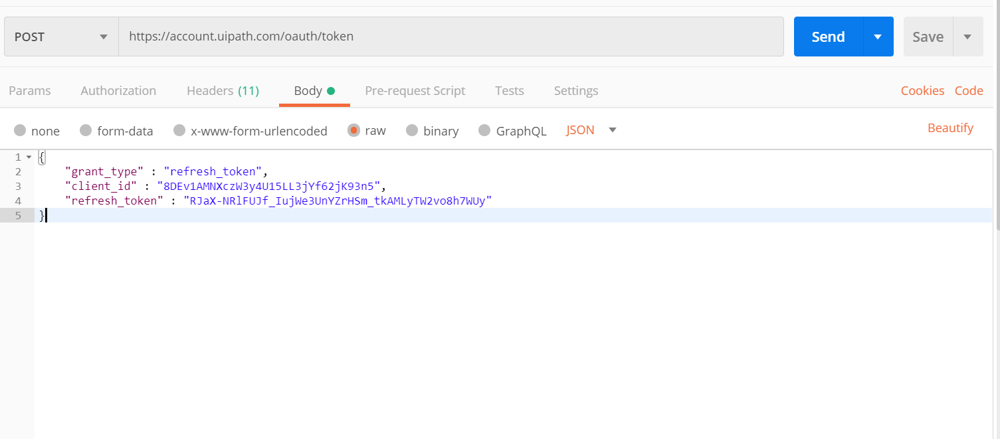 POST https://account.uipath.com/oauth/token Send Save
Params Authorization Headers (11) Body Pre-request Script Tests Settings Cookies Code
none form-data x-www-form-urlencoded raw binary GraphQL JSON Beautify
1 {
2 "grant_type" : "refresh_token",
3 "client_id" : "8DEv1AMNXczW3y4U15LL3jYf62jK93n5",
4 "refresh_token" : "RJaX-NRlFUJf_IujWe3UnYZrHSm_tkAMLyTW2vo8h7WUy"
5 }